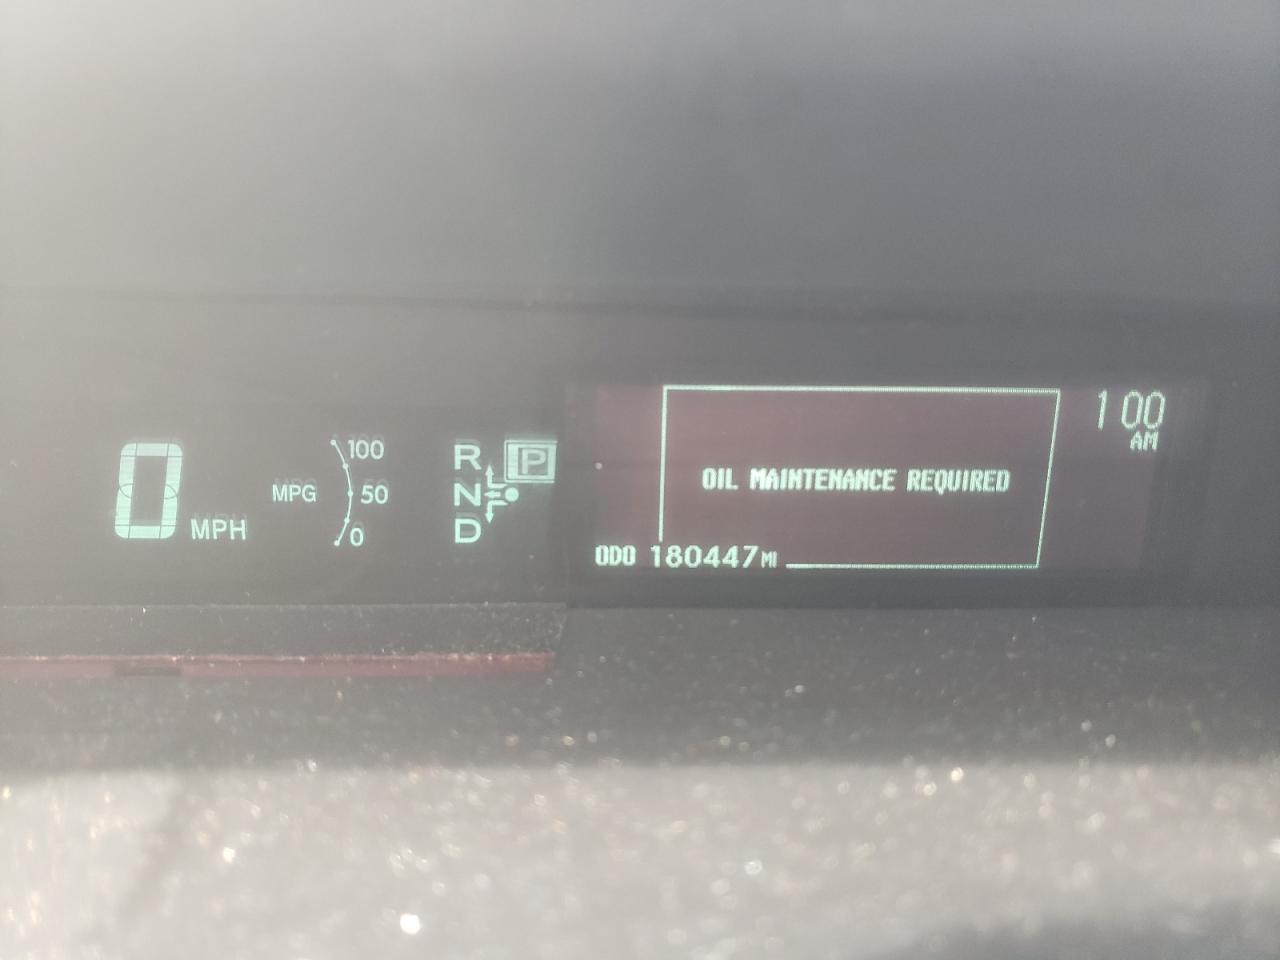 0 MPH
MPG
100
50
0
R
P
N
D
OIL MAINTENANCE REQUIRED
ODO 180447 MI
1 00
AM